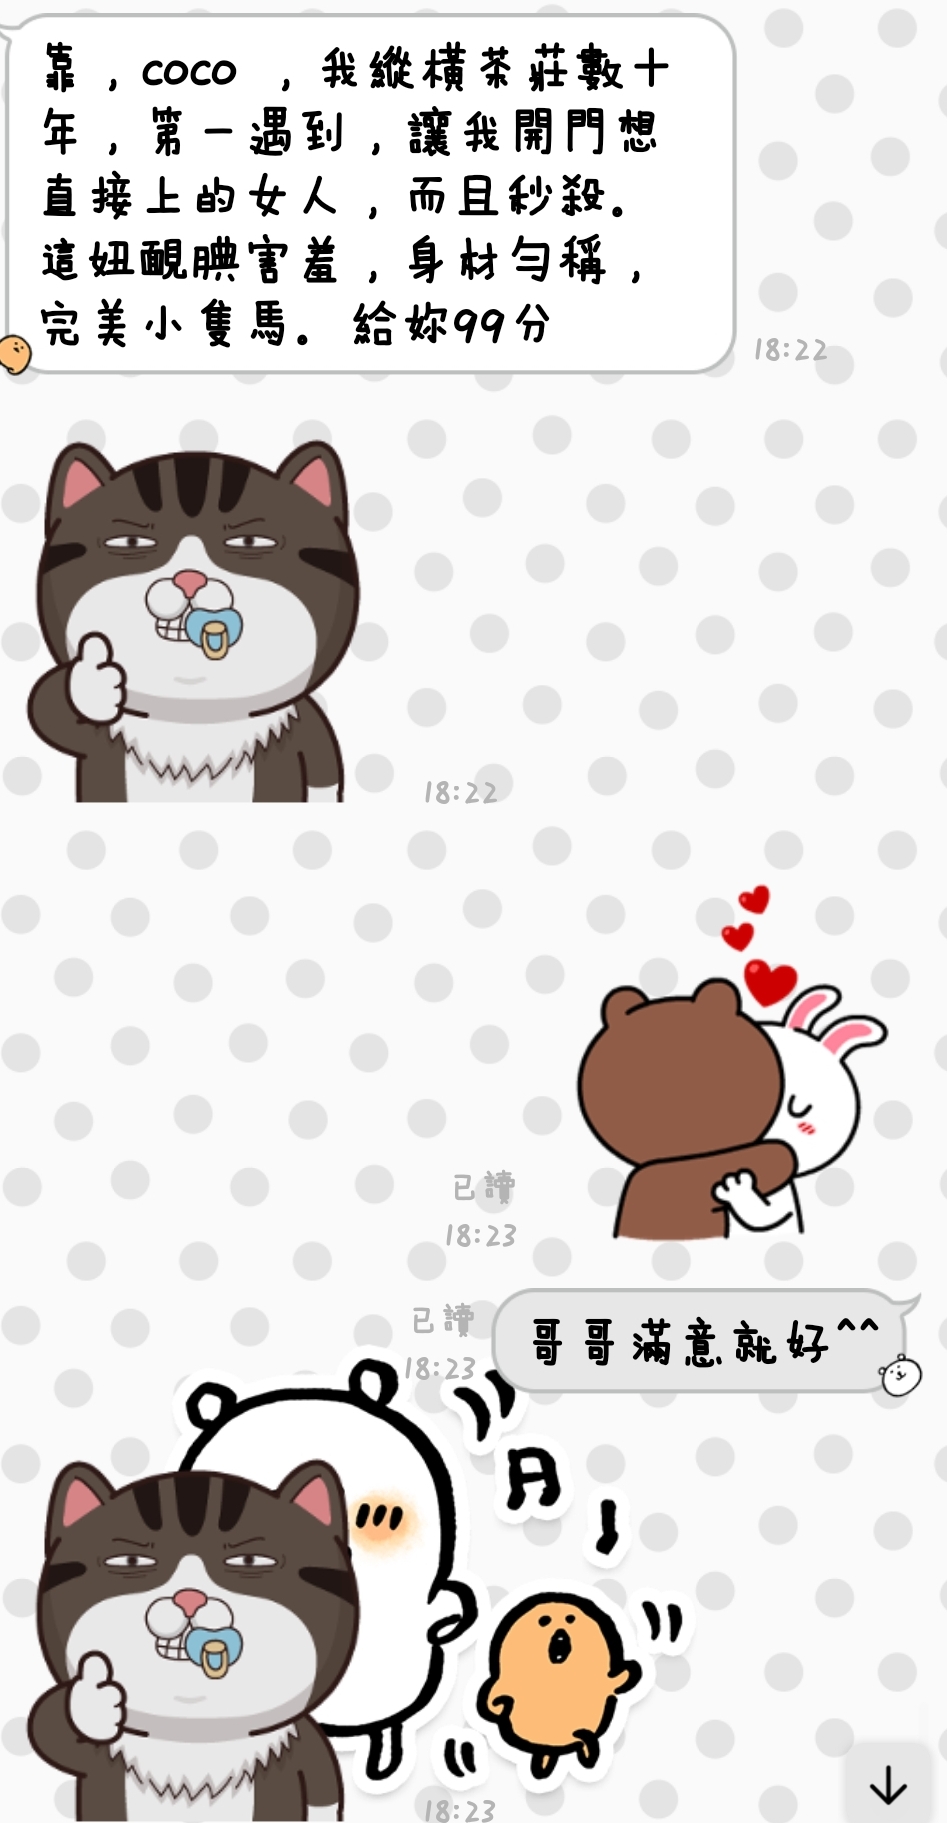 靠，coco ，我縱橫茶莊數十
年，第一遇到，讓我開門想
直接上的女人，而且秒殺。
這妞靦腆害羞，身材勻稱，
完美小隻馬。給妳99分
18:22
18:22
已讀
18:23
哥哥滿意就好^^
已讀
18:23
18:23